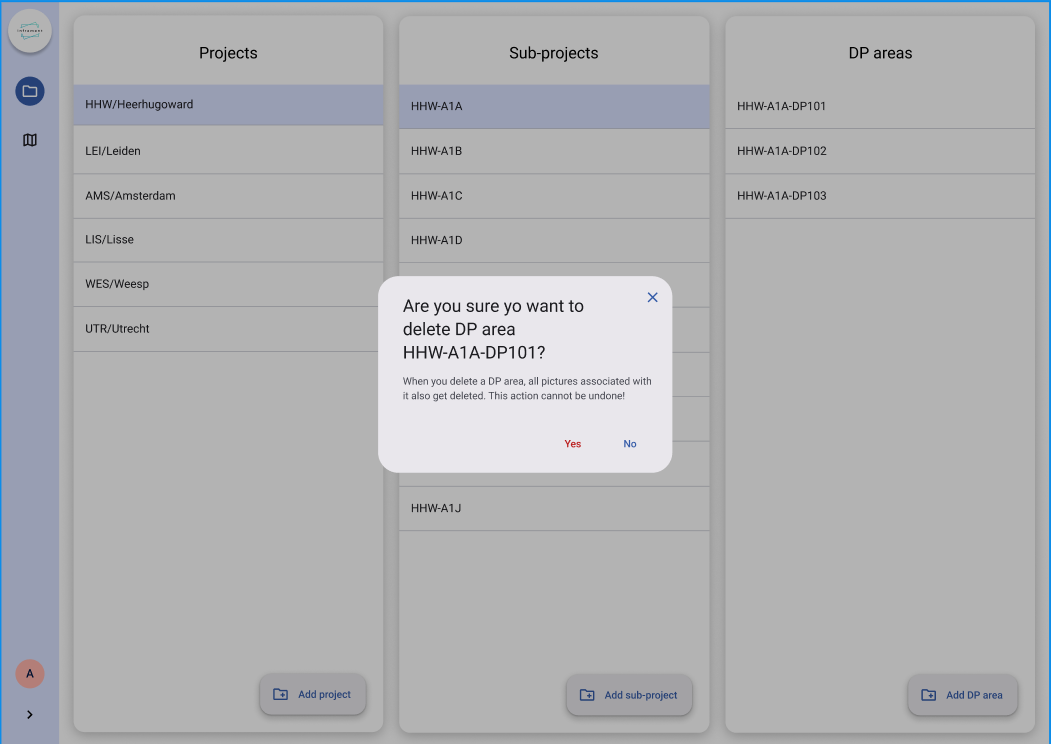 Inframent
Projects
HHW/Heerhugoward
LEI/Leiden
AMS/Amsterdam
LIS/Lisse
WES/Weesp
UTR/Utrecht
Add project
Sub-projects
HHW-A1A
HHW-A1B
HHW-A1C
HHW-A1D
HHW-A1J
Add sub-project
DP areas
HHW-A1A-DP101
HHW-A1A-DP102
HHW-A1A-DP103
Add DP area
Are you sure yo want to
delete DP area
HHW-A1A-DP101?
When you delete a DP area, all pictures associated with
it also get deleted. This action cannot be undone!
Yes
No
A